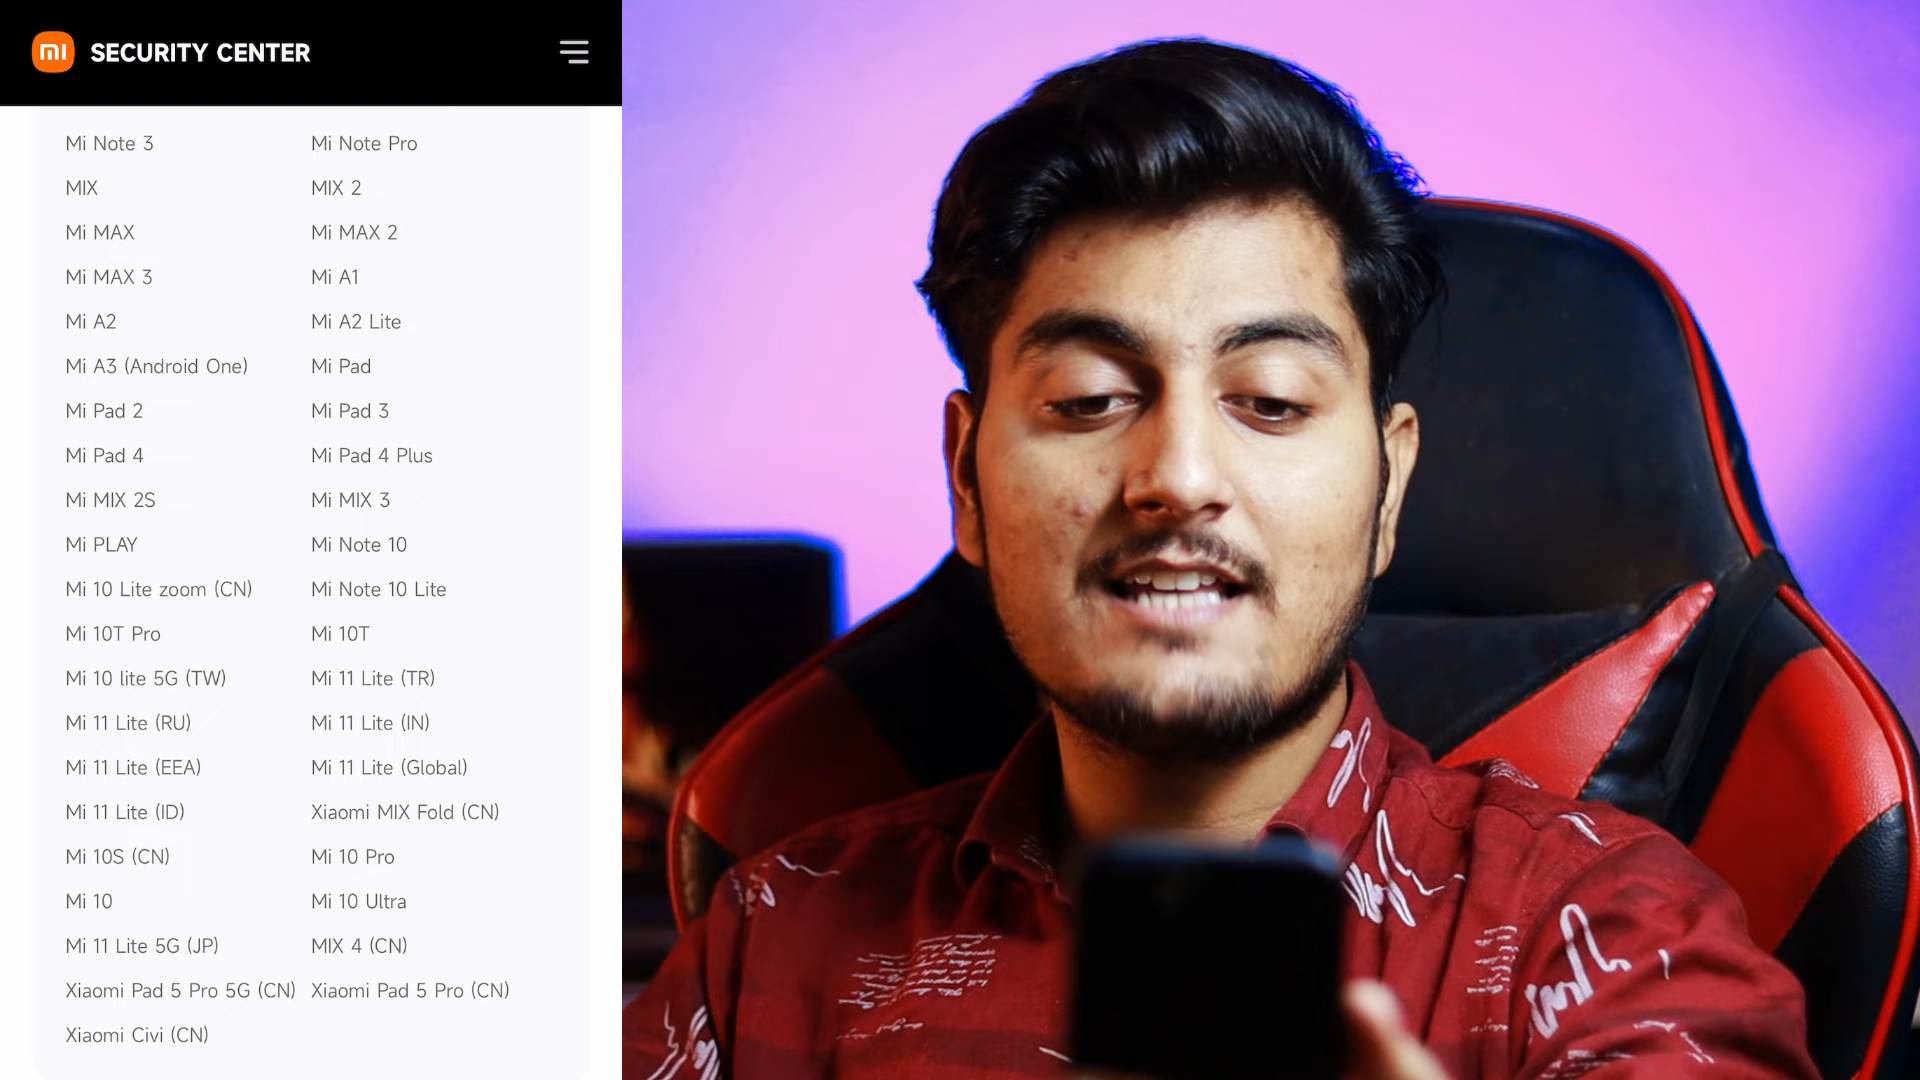 mi SECURITY CENTER
Mi Note 3 Mi Note Pro
MIX MIX 2
Mi MAX Mi MAX 2
Mi MAX 3 Mi A1
Mi A2 Mi A2 Lite
Mi A3 (Android One) Mi Pad
Mi Pad 2 Mi Pad 3
Mi Pad 4 Mi Pad 4 Plus
Mi MIX 2S Mi MIX 3
Mi PLAY Mi Note 10
Mi 10 Lite zoom (CN) Mi Note 10 Lite
Mi 10T Pro Mi 10T
Mi 10 lite 5G (TW) Mi 11 Lite (TR)
Mi 11 Lite (RU) Mi 11 Lite (IN)
Mi 11 Lite (EEA) Mi 11 Lite (Global)
Mi 11 Lite (ID) Xiaomi MIX Fold (CN)
Mi 10S (CN) Mi 10 Pro
Mi 10 Mi 10 Ultra
Mi 11 Lite 5G (JP) MIX 4 (CN)
Xiaomi Pad 5 Pro 5G (CN) Xiaomi Pad 5 Pro (CN)
Xiaomi Civi (CN)